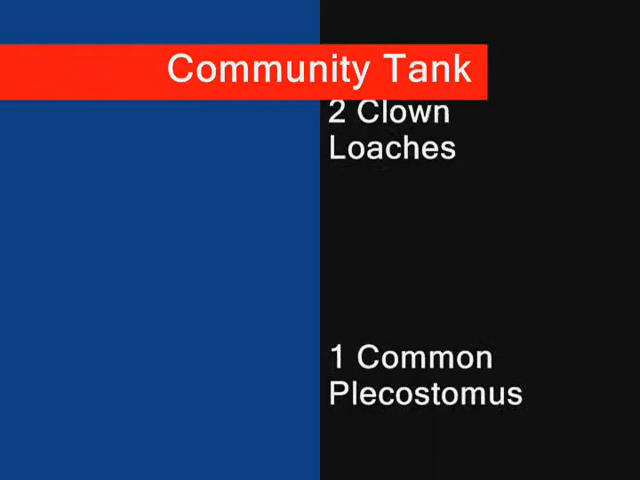 Community Tank
2 Clown
Loaches
1 Common
Plecostomus